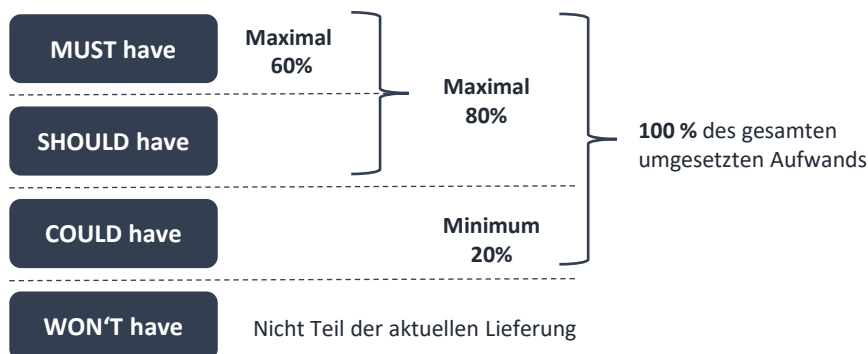 MUST have
Maximal
60%
SHOULD have
Maximal
80%
100 % des gesamten
umgesetzten Aufwands
COULD have
Minimum
20%
WON‘T have
Nicht Teil der aktuellen Lieferung